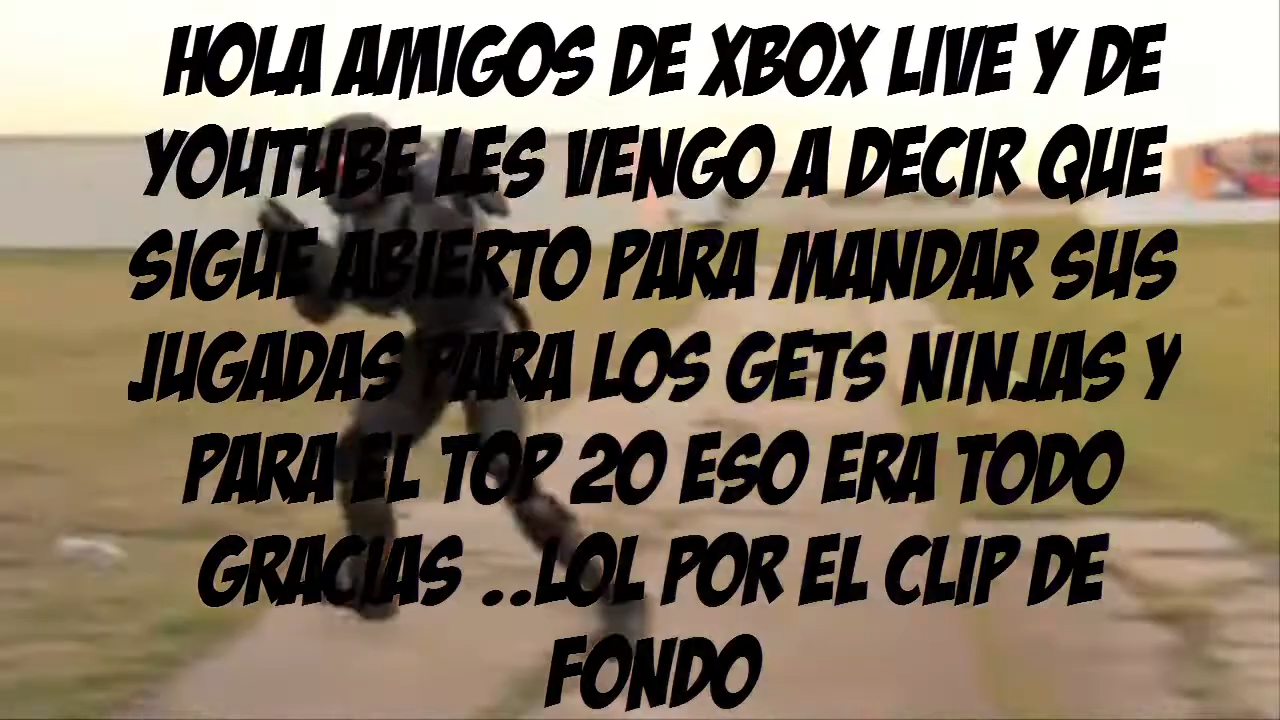 HOLA AMIGOS DE XBOX LIVE Y DE
YOUTUBE LES VENGO A DECIR QUE
SIGUE ABIERTO PARA MANDAR SUS
JUGADAS PARA LOS GETS NINJAS Y
PARA EL TOP 20 ESO ERA TODO
GRACIAS ..LOL POR EL CLIP DE
FONDO